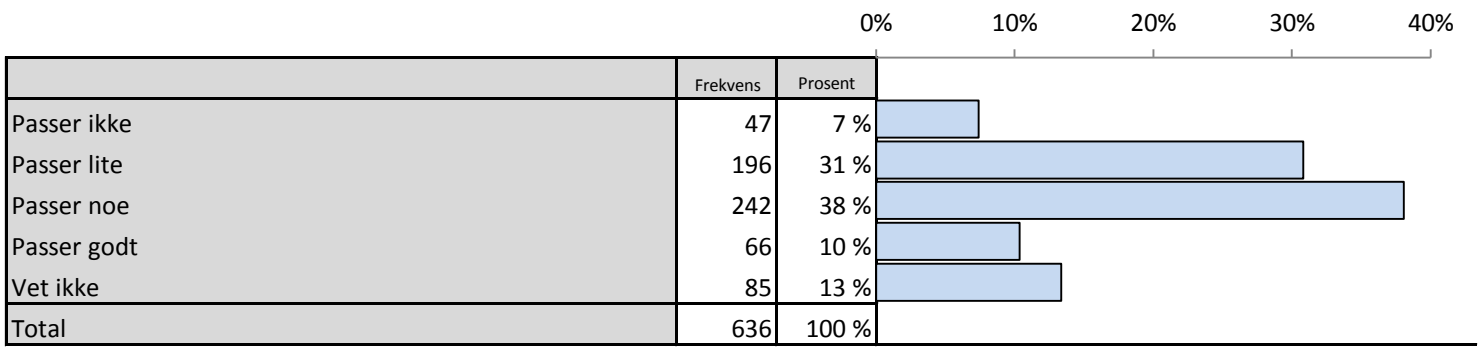 0% 10% 20% 30% 40%
Frekvens Prosent
Passer ikke 47 7 %
Passer lite 196 31 %
Passer noe 242 38 %
Passer godt 66 10 %
Vet ikke 85 13 %
Total 636 100 %